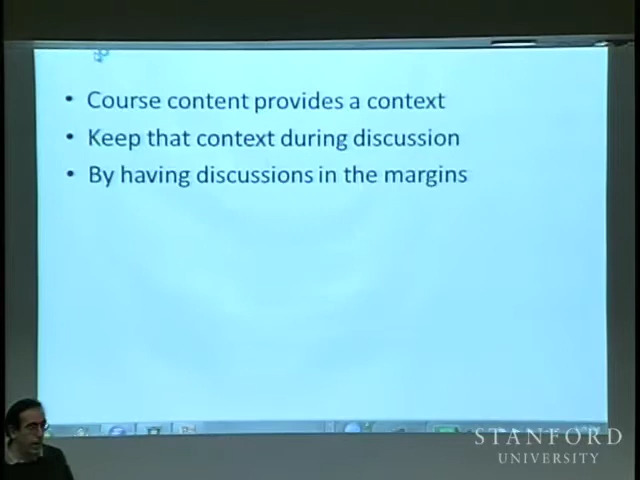 Course content provides a context
Keep that context during discussion
By having discussions in the margins
STANFORD
UNIVERSITY